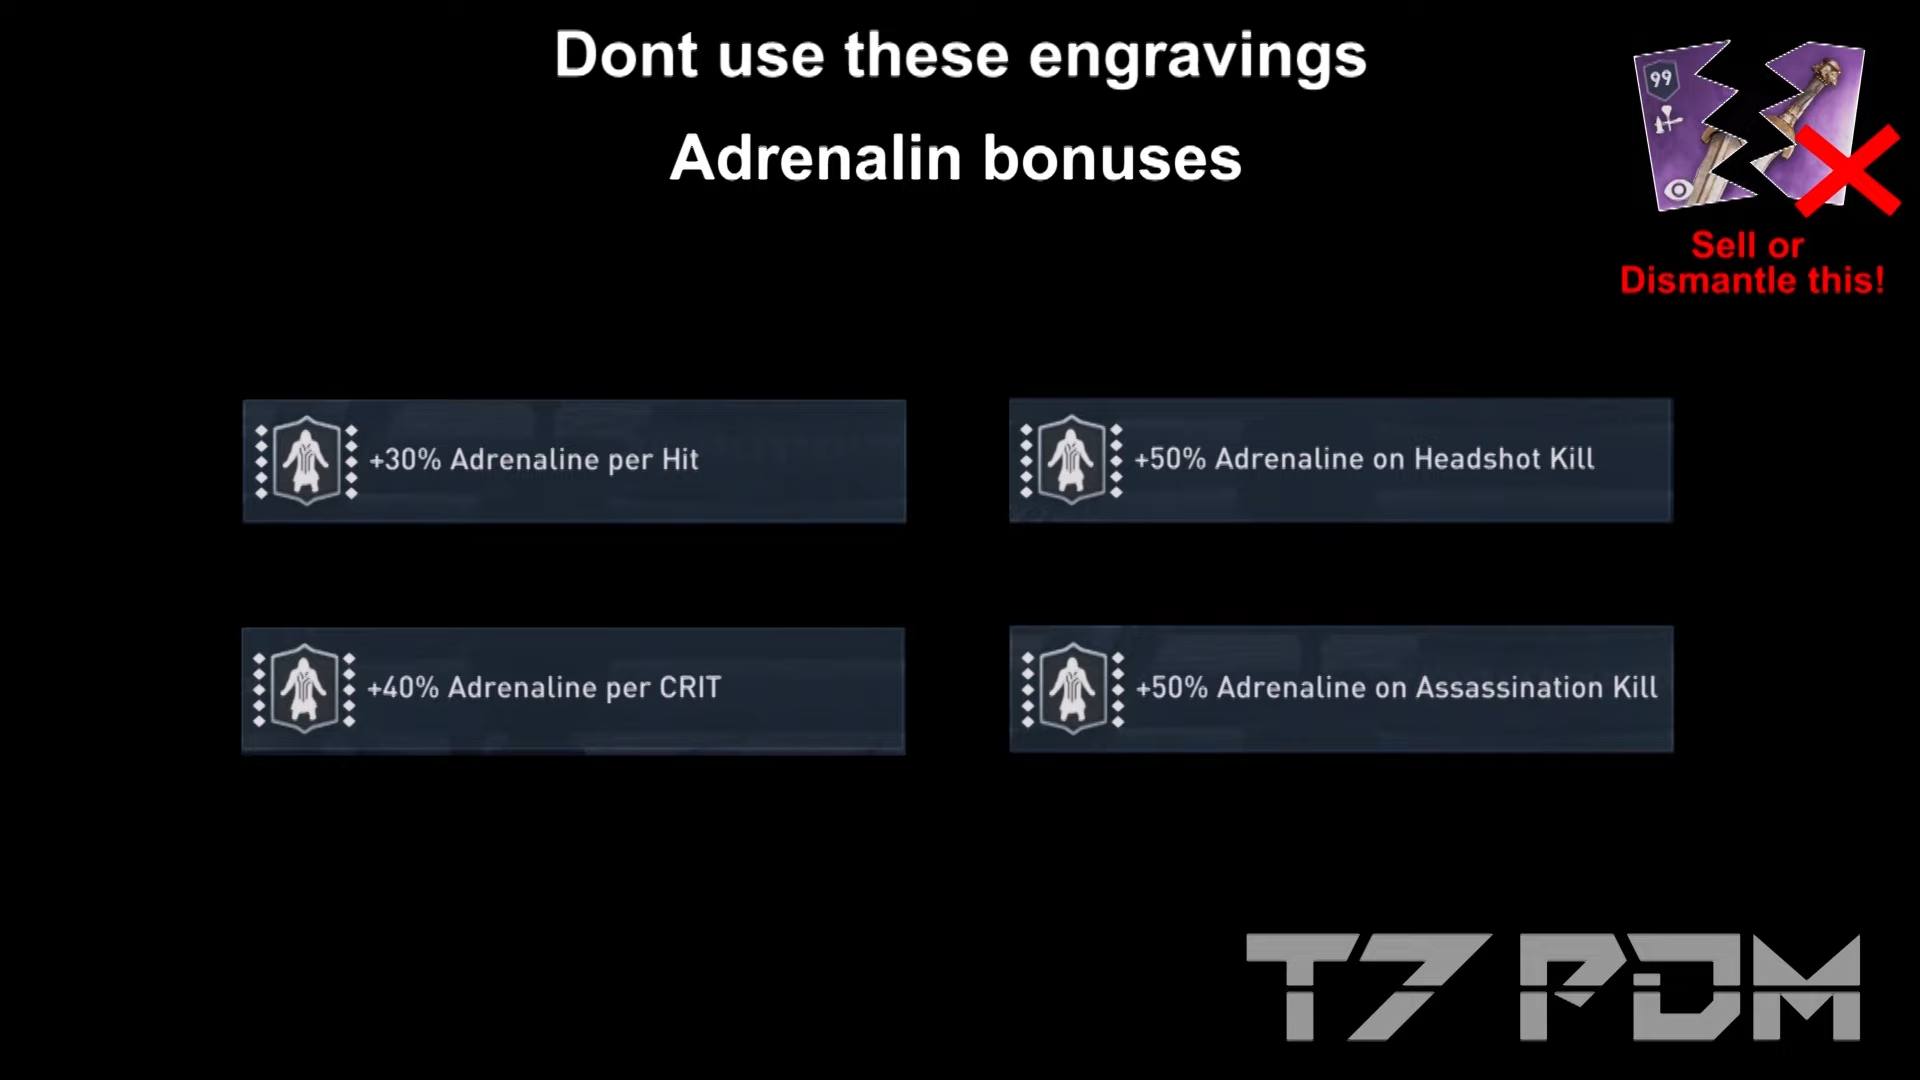 Dont use these engravings
Adrenalin bonuses
99
Sell or
Dismantle this!
+30% Adrenaline per Hit
+50% Adrenaline on Headshot Kill
+40% Adrenaline per CRIT
+50% Adrenaline on Assassination Kill
T7 PDM